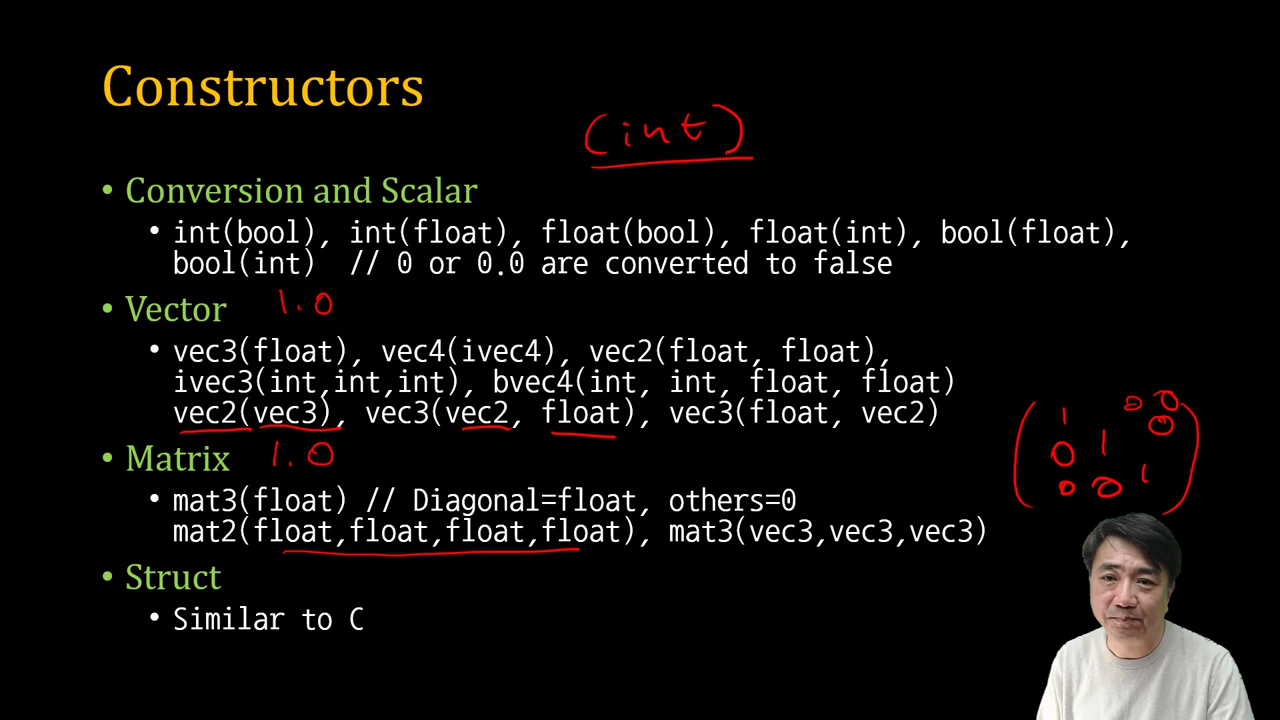 Constructors
(int)
• Conversion and Scalar
• int(bool), int(float), float(bool), float(int), bool(float),
bool(int)  // 0 or 0.0 are converted to false
• Vector
1.0
• vec3(float), vec4(ivec4), vec2(float, float),
ivec3(int,int,int), bvec4(int, int, float, float)
vec2(vec3), vec3(vec2, float), vec3(float, vec2)
• Matrix
1.0
• mat3(float) // Diagonal=float, others=0
mat2(float,float,float,float), mat3(vec3,vec3,vec3)
1 0 0
0 1 0
0 0 1
• Struct
• Similar to C